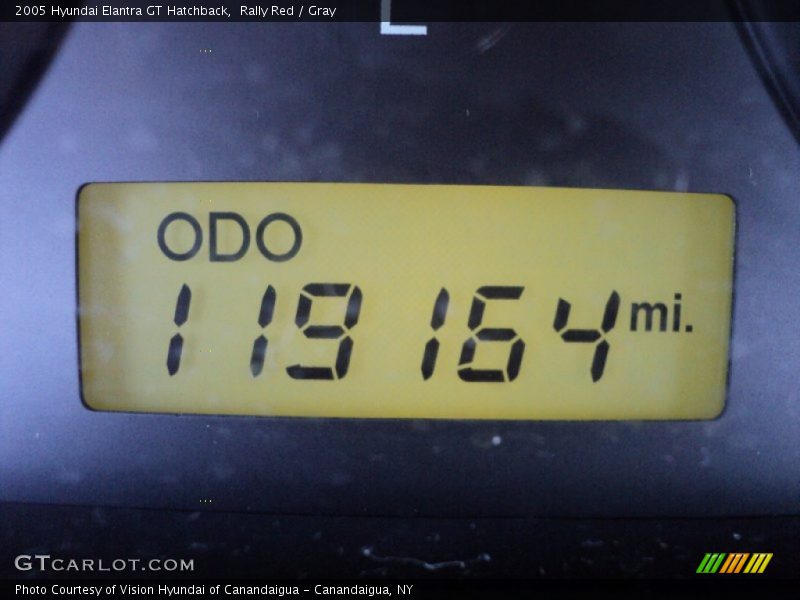 2005 Hyundai Elantra GT Hatchback,  Rally Red / Gray
L
ODO
119164 mi.
GTCARLOT.COM
Photo Courtesy of Vision Hyundai of Canandaigua - Canandaigua, NY